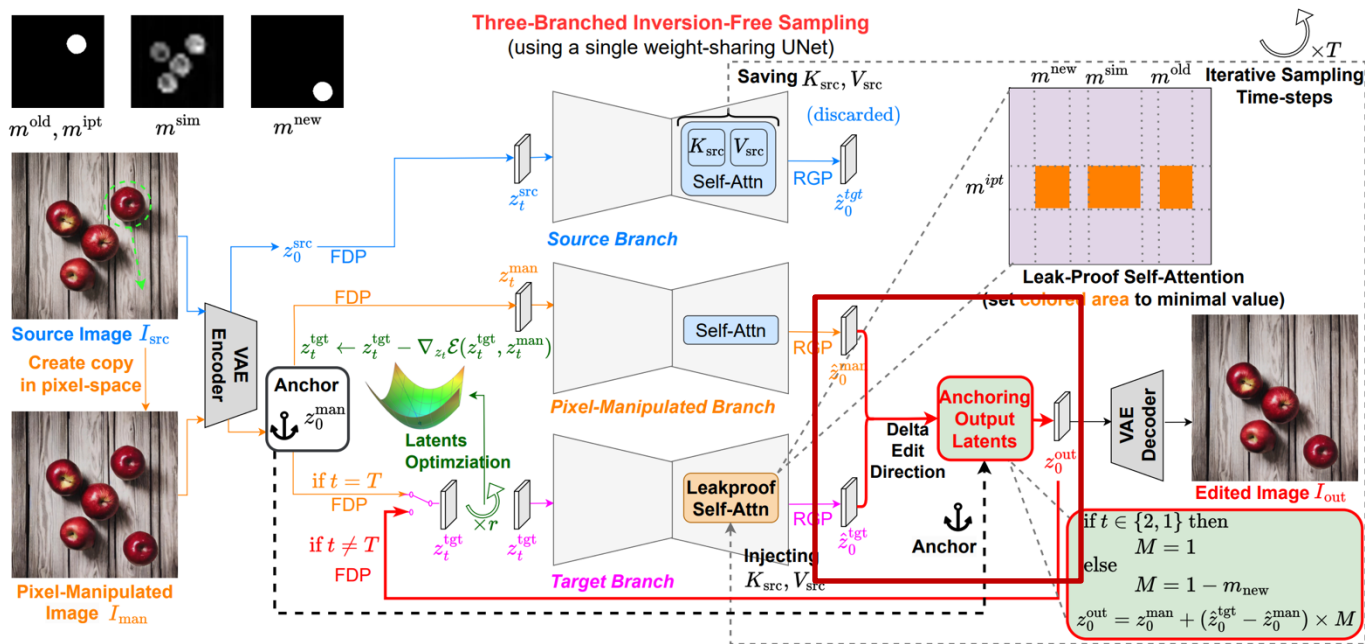 Three-Branched Inversion-Free Sampling
(using a single weight-sharing UNet)
×T
Iterative Sampling
Time-steps
m^old, m^ipt
m^sim
m^new
Saving K_src, V_src
(discarded)
K_src
V_src
Self-Attn
RGP
z_t^src
ẑ_0^tgt
Source Branch
z_0^src
FDP
m^new
m^sim
m^old
m^ipt
Leak-Proof Self-Attention
(set colored area to minimal value)
Source Image I_src
Create copy
in pixel-space
VAE
Encoder
FDP
z_t^man
Self-Attn
RGP
ẑ_0^man
Pixel-Manipulated Branch
z_t^tgt ← z_t^tgt − ∇_{z_t} ℰ(z_t^tgt, z_t^man)
Anchor
z_0^man
Latents
Optimziation
Delta
Edit
Direction
Anchoring
Output
Latents
z_0^out
VAE
Decoder
Edited Image I_out
if t = T
FDP
if t ≠ T
FDP
z_t^tgt
×r
z_t^tgt
Leakproof
Self-Attn
RGP
ẑ_0^tgt
Anchor
Injecting
K_src, V_src
Target Branch
Pixel-Manipulated
Image I_man
if t ∈ {2, 1} then
M = 1
else
M = 1 − m_new
z_0^out = z_0^man + (ẑ_0^tgt − ẑ_0^man) × M